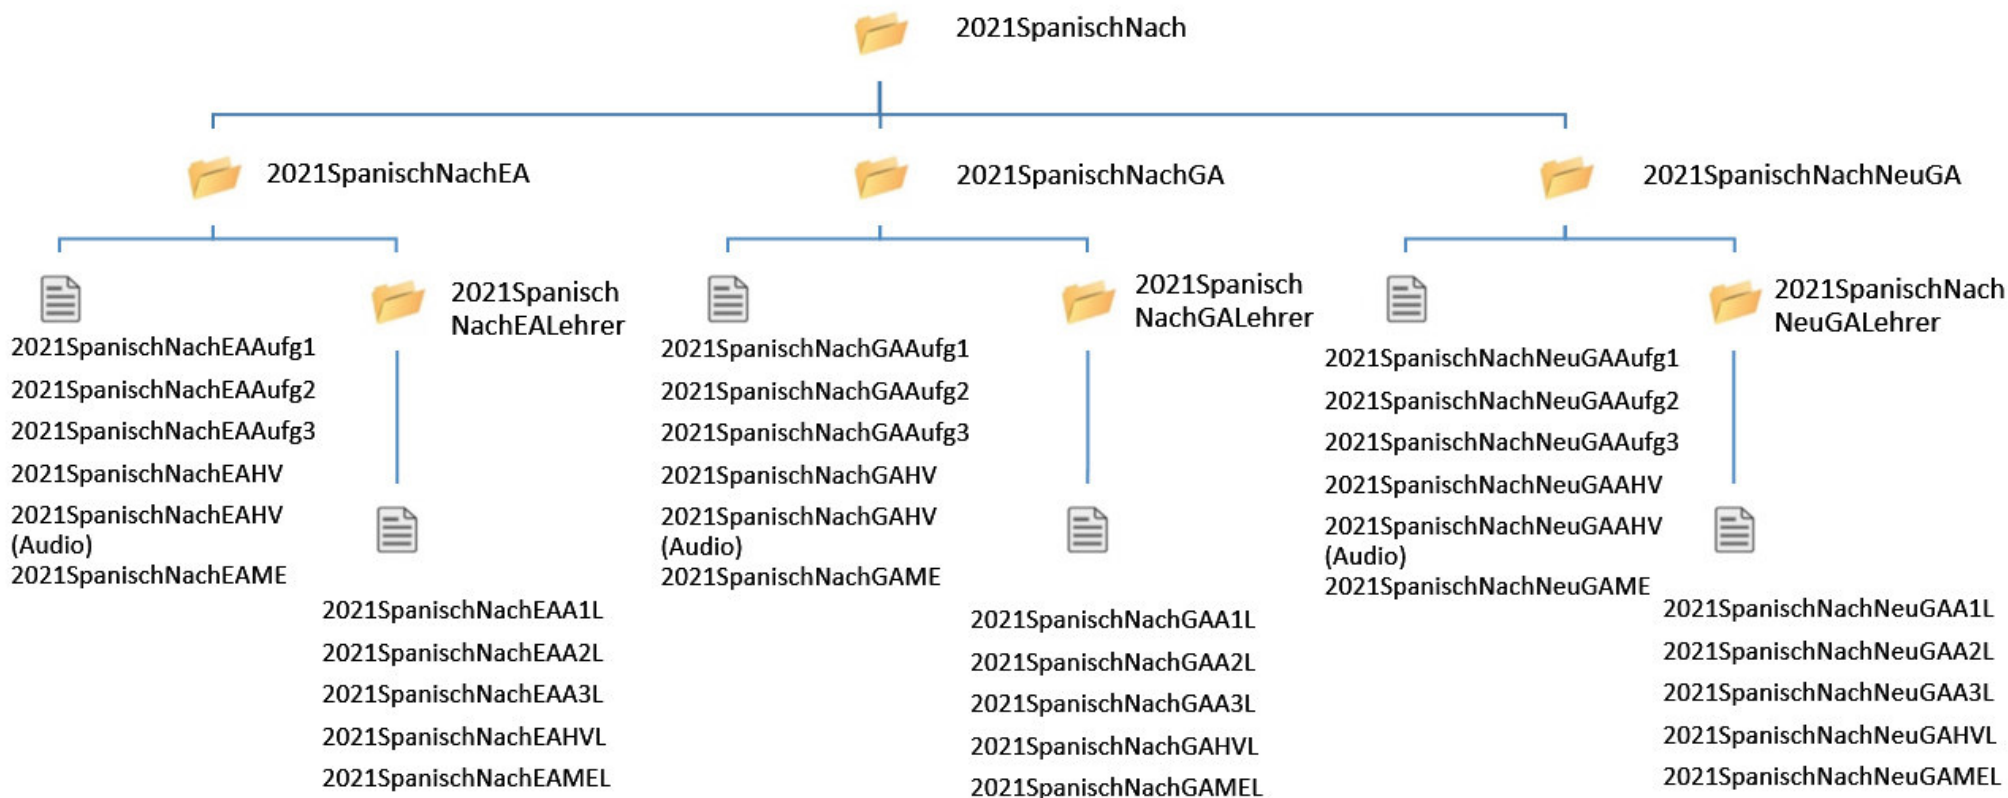 2021SpanischNach
2021SpanischNachEA
2021SpanischNachGA
2021SpanischNachNeuGA
2021SpanischNachEAAufg1
2021SpanischNachEAAufg2
2021SpanischNachEAAufg3
2021SpanischNachEAHV
2021SpanischNachEAHV
(Audio)
2021SpanischNachEAME
2021Spanisch
NachEALehrer
2021SpanischNachEAA1L
2021SpanischNachEAA2L
2021SpanischNachEAA3L
2021SpanischNachEAHVL
2021SpanischNachEAMEL
2021SpanischNachGAAufg1
2021SpanischNachGAAufg2
2021SpanischNachGAAufg3
2021SpanischNachGAHV
2021SpanischNachGAHV
(Audio)
2021SpanischNachGAME
2021Spanisch
NachGALehrer
2021SpanischNachGAA1L
2021SpanischNachGAA2L
2021SpanischNachGAA3L
2021SpanischNachGAHVL
2021SpanischNachGAMEL
2021SpanischNachNeuGAAufg1
2021SpanischNachNeuGAAufg2
2021SpanischNachNeuGAAufg3
2021SpanischNachNeuGAAHV
2021SpanischNachNeuGAAHV
(Audio)
2021SpanischNachNeuGAME
2021SpanischNach
NeuGALehrer
2021SpanischNachNeuGAA1L
2021SpanischNachNeuGAA2L
2021SpanischNachNeuGAA3L
2021SpanischNachNeuGAHVL
2021SpanischNachNeuGAMEL